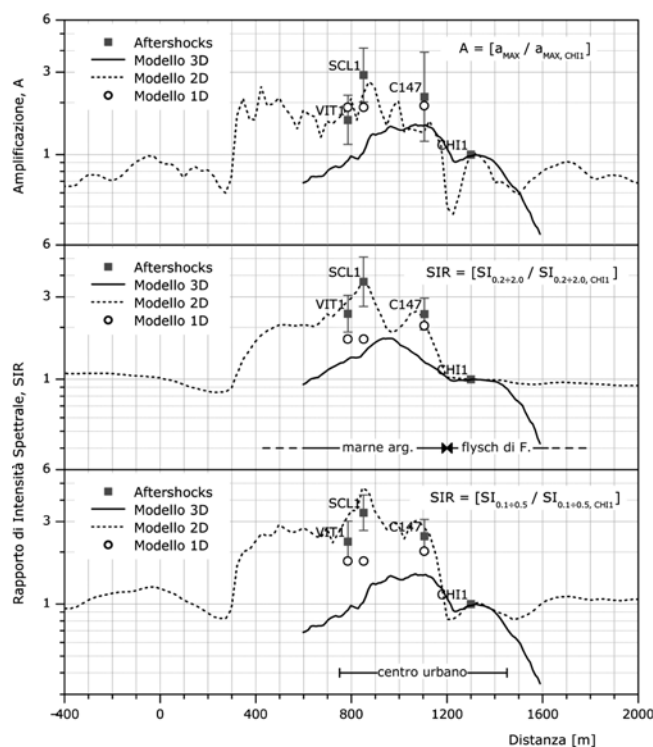 6
Aftershocks
Modello 3D
Modello 2D
Modello 1D
A = [a_MAX / a_MAX, CHI1]
SCL1
VIT1
C147
CHI1
3
1
Amplificazione, A
6
Aftershocks
Modello 3D
Modello 2D
Modello 1D
SIR = [SI_0.2÷2.0 / SI_0.2÷2.0, CHI1]
SCL1
VIT1
C147
CHI1
3
1
marne arg.
flysch di F.
6
Aftershocks
Modello 3D
Modello 2D
Modello 1D
SIR = [SI_0.1÷0.5 / SI_0.1÷0.5, CHI1]
SCL1
VIT1
C147
CHI1
3
1
Rapporto di Intensità Spettrale, SIR
centro urbano
-400 0 400 800 1200 1600 2000
Distanza [m]